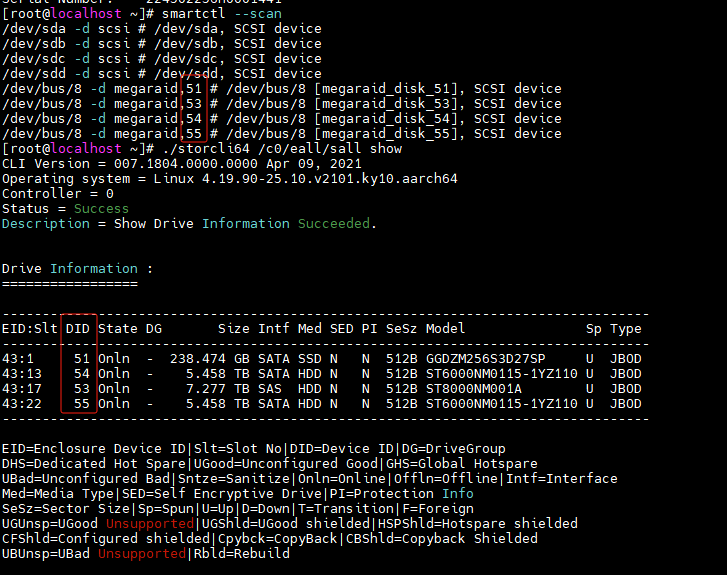 [root@localhost ~]# smartctl --scan
/dev/sda -d scsi # /dev/sda, SCSI device
/dev/sdb -d scsi # /dev/sdb, SCSI device
/dev/sdc -d scsi # /dev/sdc, SCSI device
/dev/sdd -d scsi # /dev/sdd, SCSI device
/dev/bus/8 -d megaraid,51 # /dev/bus/8 [megaraid_disk_51], SCSI device
/dev/bus/8 -d megaraid,53 # /dev/bus/8 [megaraid_disk_53], SCSI device
/dev/bus/8 -d megaraid,54 # /dev/bus/8 [megaraid_disk_54], SCSI device
/dev/bus/8 -d megaraid,55 # /dev/bus/8 [megaraid_disk_55], SCSI device
[root@localhost ~]# ./storcli64 /c0/eall/sall show
CLI Version = 007.1804.0000.0000 Apr 09, 2021
Operating system = Linux 4.19.90-25.10.v2101.ky10.aarch64
Controller = 0
Status = Success
Description = Show Drive Information Succeeded.
Drive Information :
=================
-------------------------------------------------------------------------------
EID:Slt DID State DG       Size Intf Med SED PI SeSz Model               Sp Type
-------------------------------------------------------------------------------
43:1     51 Onln  -  238.474 GB SATA SSD N   N  512B GGDZM256S3D27SP     U  JBOD
43:13    54 Onln  -    5.458 TB SATA HDD N   N  512B ST6000NM0115-1YZ110 U  JBOD
43:17    53 Onln  -    7.277 TB SAS  HDD N   N  512B ST8000NM001A        U  JBOD
43:22    55 Onln  -    5.458 TB SATA HDD N   N  512B ST6000NM0115-1YZ110 U  JBOD
-------------------------------------------------------------------------------
EID=Enclosure Device ID|Slt=Slot No|DID=Device ID|DG=DriveGroup
DHS=Dedicated Hot Spare|UGood=Unconfigured Good|GHS=Global Hotspare
UBad=Unconfigured Bad|Sntze=Sanitize|Onln=Online|Offln=Offline|Intf=Interface
Med=Media Type|SED=Self Encryptive Drive|PI=Protection Info
SeSz=Sector Size|Sp=Spun|U=Up|D=Down|T=Transition|F=Foreign
UGUnsp=UGood Unsupported|UGShld=UGood shielded|HSPShld=Hotspare shielded
CFShld=Configured shielded|Cpybck=CopyBack|CBShld=Copyback Shielded
UBUnsp=UBad Unsupported|Rbld=Rebuild